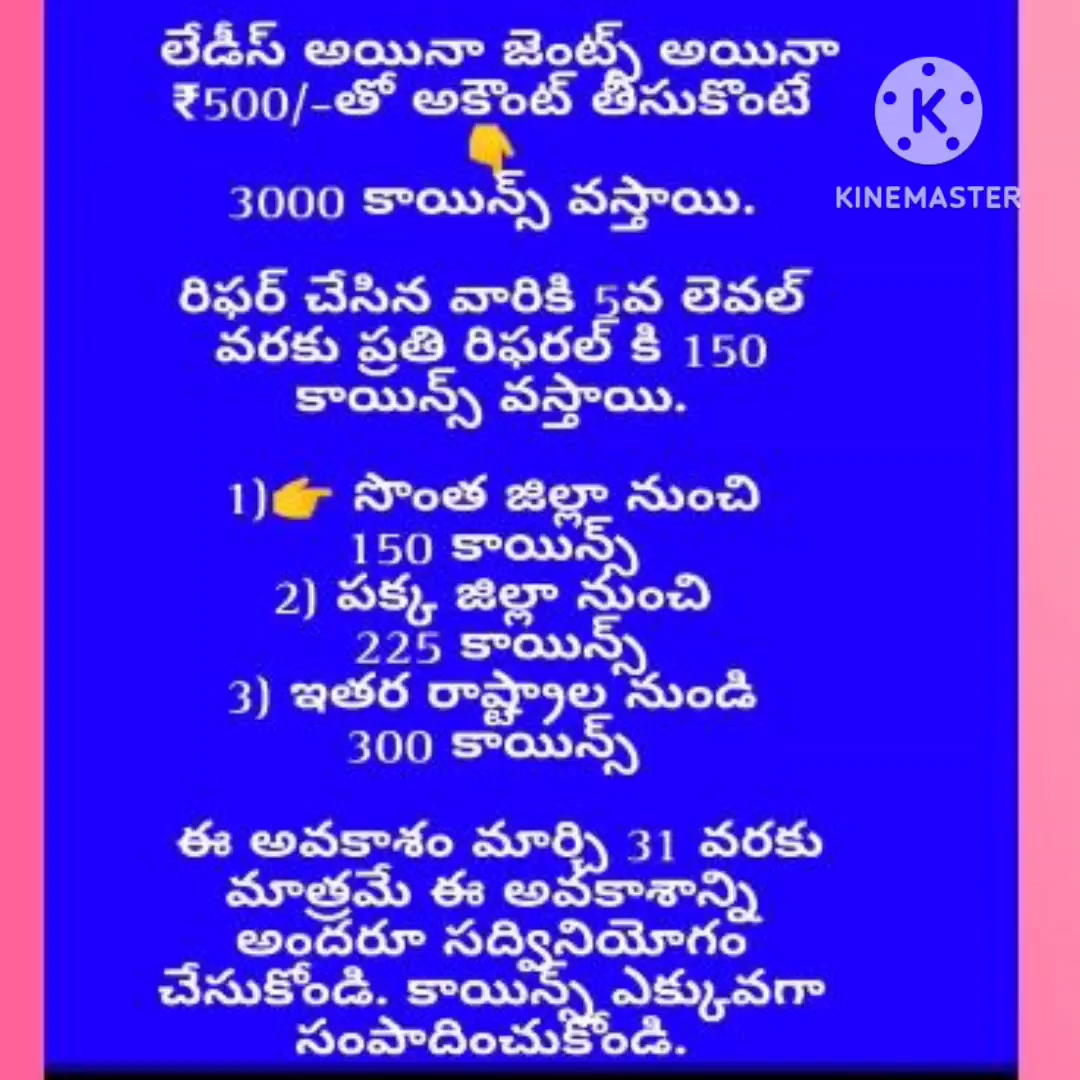 లేడీస్ అయినా జెంట్స్ అయినా
₹500/-తో అకౌంట్ తీసుకొంటే
KINEMASTER
3000 కాయిన్స్ వస్తాయి.
రిఫర్ చేసిన వారికి 5వ లెవల్
వరకు ప్రతి రిఫరల్ కి 150
కాయిన్స్ వస్తాయి.
1)👉 సొంత జిల్లా నుంచి
150 కాయిన్స్
2) పక్క జిల్లా నుంచి
225 కాయిన్స్
3) ఇతర రాష్ట్రాల నుండి
300 కాయిన్స్
ఈ అవకాశం మార్చి 31 వరకు
మాత్రమే ఈ అవకాశాన్ని
అందరూ సద్వినియోగం
చేసుకోండి. కాయిన్స్ ఎక్కువగా
సంపాదించుకోండి.